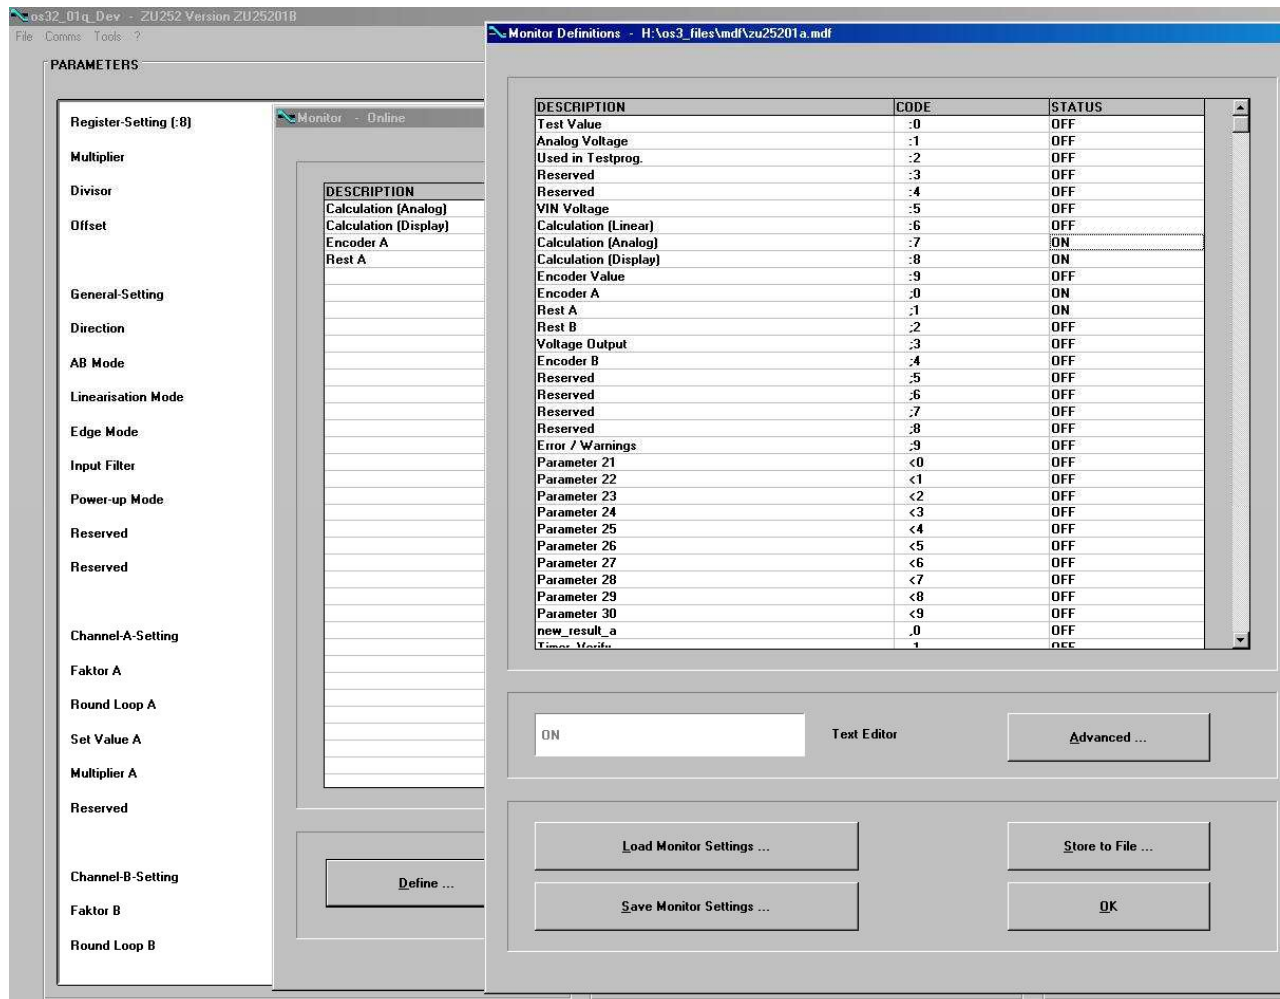 os32_01q_Dev - ZU252 Version ZU25201B
File Comms Tools ?
PARAMETERS
Register-Setting (:8)
Multiplier
Divisor
Offset
General-Setting
Direction
AB Mode
Linearisation Mode
Edge Mode
Input Filter
Power-up Mode
Reserved
Reserved
Channel-A-Setting
Faktor A
Round Loop A
Set Value A
Multiplier A
Reserved
Channel-B-Setting
Faktor B
Round Loop B
Monitor - Online
DESCRIPTION
Calculation (Analog)
Calculation (Display)
Encoder A
Rest A
Define ...
Monitor Definitions - H:\os3_files\mdf\zu25201a.mdf
DESCRIPTION CODE STATUS
Test Value :0 OFF
Analog Voltage :1 OFF
Used in Testprog. :2 OFF
Reserved :3 OFF
Reserved :4 OFF
VIN Voltage :5 OFF
Calculation (Linear) :6 OFF
Calculation (Analog) :7 ON
Calculation (Display) :8 ON
Encoder Value :9 OFF
Encoder A ;0 ON
Rest A ;1 ON
Rest B ;2 OFF
Voltage Output ;3 OFF
Encoder B ;4 OFF
Reserved ;5 OFF
Reserved ;6 OFF
Reserved ;7 OFF
Reserved ;8 OFF
Error / Warnings ;9 OFF
Parameter 21 <0 OFF
Parameter 22 <1 OFF
Parameter 23 <2 OFF
Parameter 24 <3 OFF
Parameter 25 <4 OFF
Parameter 26 <5 OFF
Parameter 27 <6 OFF
Parameter 28 <7 OFF
Parameter 29 <8 OFF
Parameter 30 <9 OFF
new_result_a ,0 OFF
ON
Text Editor
Advanced ...
Load Monitor Settings ...
Store to File ...
Save Monitor Settings ...
OK